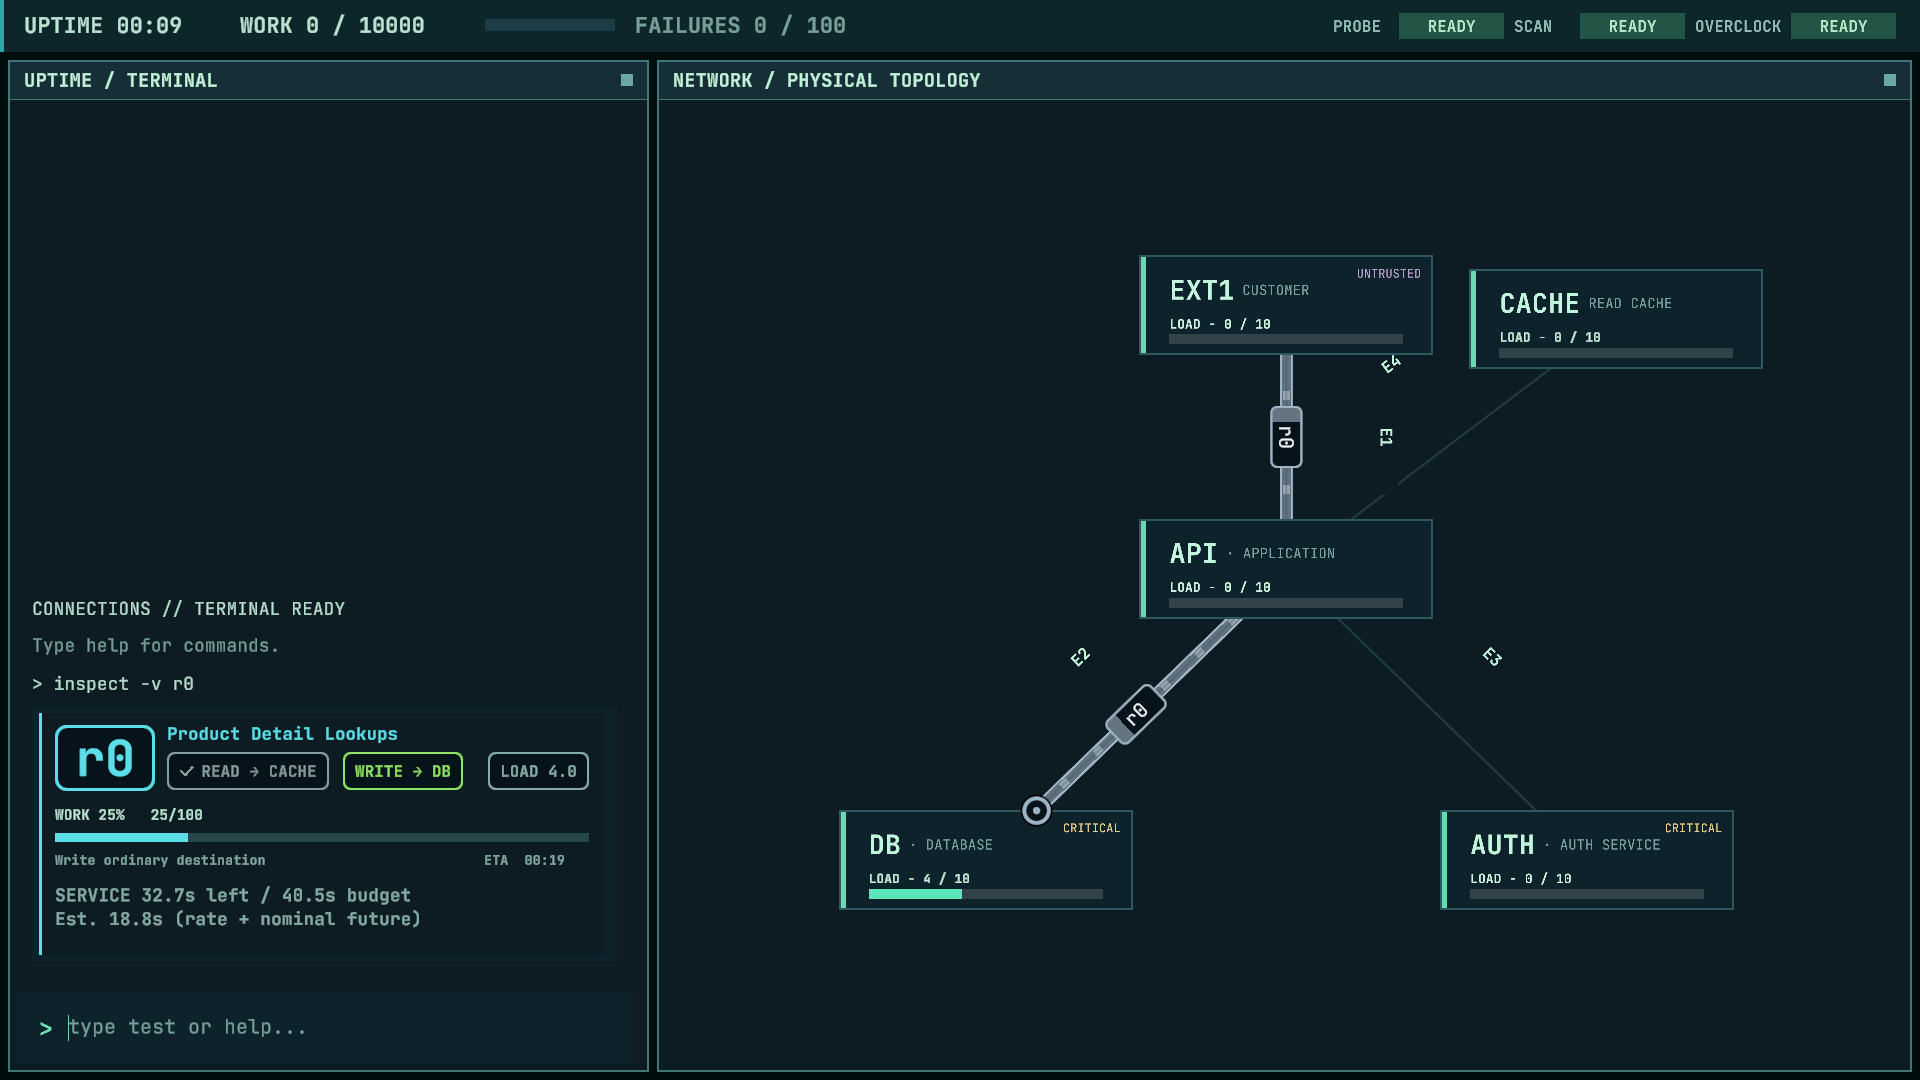 UPTIME 00:09 WORK 0 / 10000 FAILURES 0 / 100 PROBE READY SCAN READY OVERCLOCK READY
UPTIME / TERMINAL
CONNECTIONS // TERMINAL READY
Type help for commands.
> inspect -v r0
r0
Product Detail Lookups
✓ READ → CACHE WRITE → DB LOAD 4.0
WORK 25% 25/100
Write ordinary destination ETA 00:19
SERVICE 32.7s left / 40.5s budget
Est. 18.8s (rate + nominal future)
> type test or help...
NETWORK / PHYSICAL TOPOLOGY
UNTRUSTED
EXT1 CUSTOMER
LOAD - 0 / 10
CACHE READ CACHE
LOAD - 0 / 10
E4
r0
E1
API · APPLICATION
LOAD - 0 / 10
E2
E3
r0
CRITICAL
DB · DATABASE
LOAD - 4 / 10
CRITICAL
AUTH · AUTH SERVICE
LOAD - 0 / 10